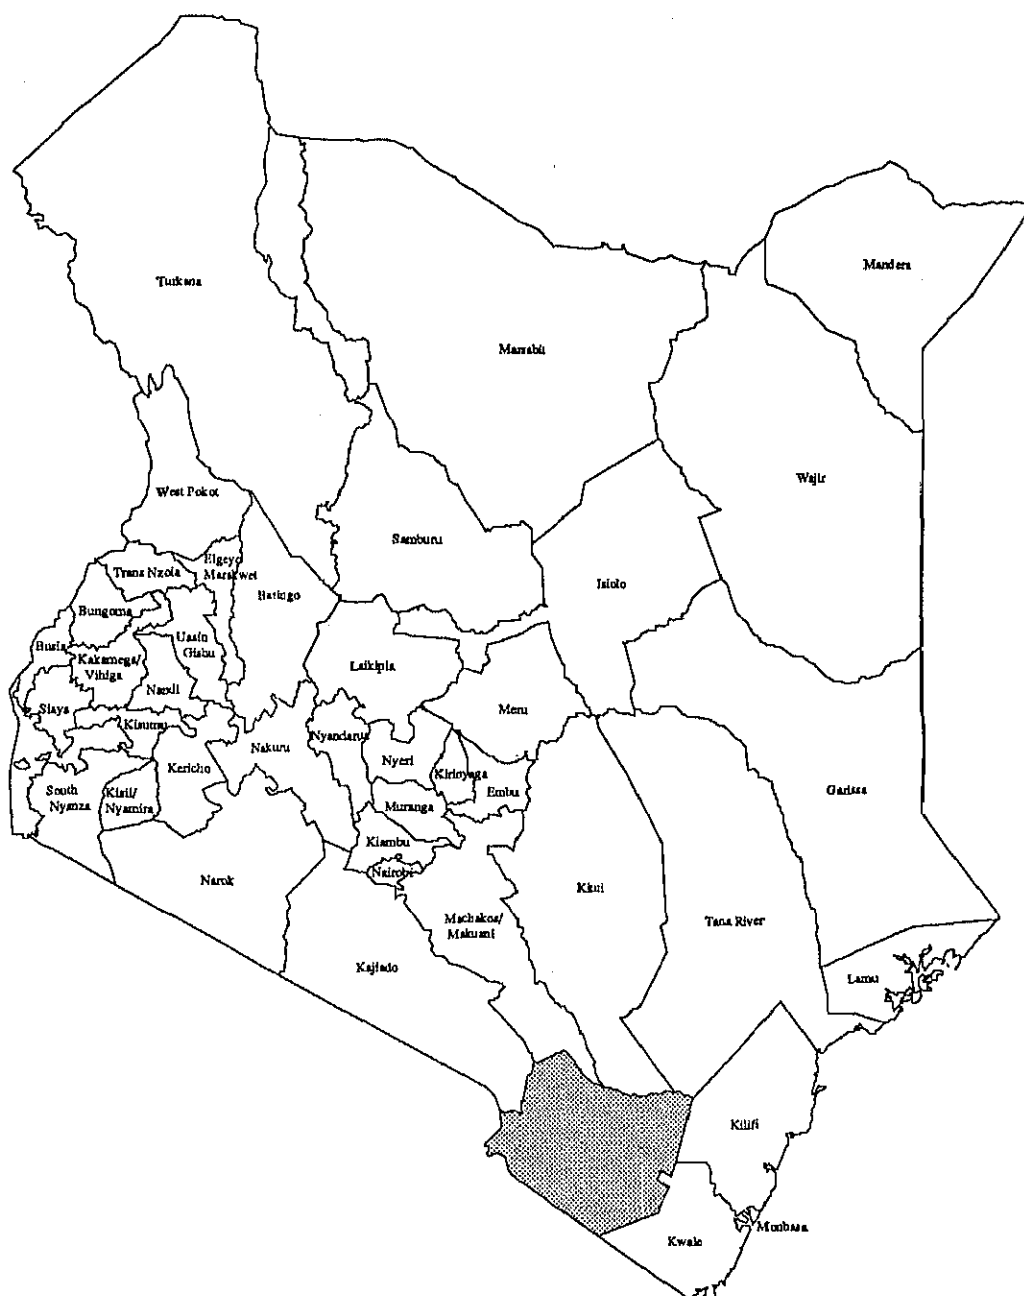 Mandera
Turkana
Marsabit
Wajir
West Pokot
Samburu
Elgeyo
Marakwet
Trans Nzoia
Isiolo
Baringo
Bungoma
Uasin
Gishu
Busia
Kakamega/
Vihiga
Laikipia
Nandi
Siaya
Meru
Kisumu
Nyandarua
Nakuru
Nyeri
Kericho
Kirinyaga
South
Nyanza
Kisii/
Nyamira
Embu
Garissa
Muranga
Kiambu
Nairobi
Narok
Kitui
Machakos/
Makueni
Tana River
Kajiado
Lamu
Kilifi
Mombasa
Kwale